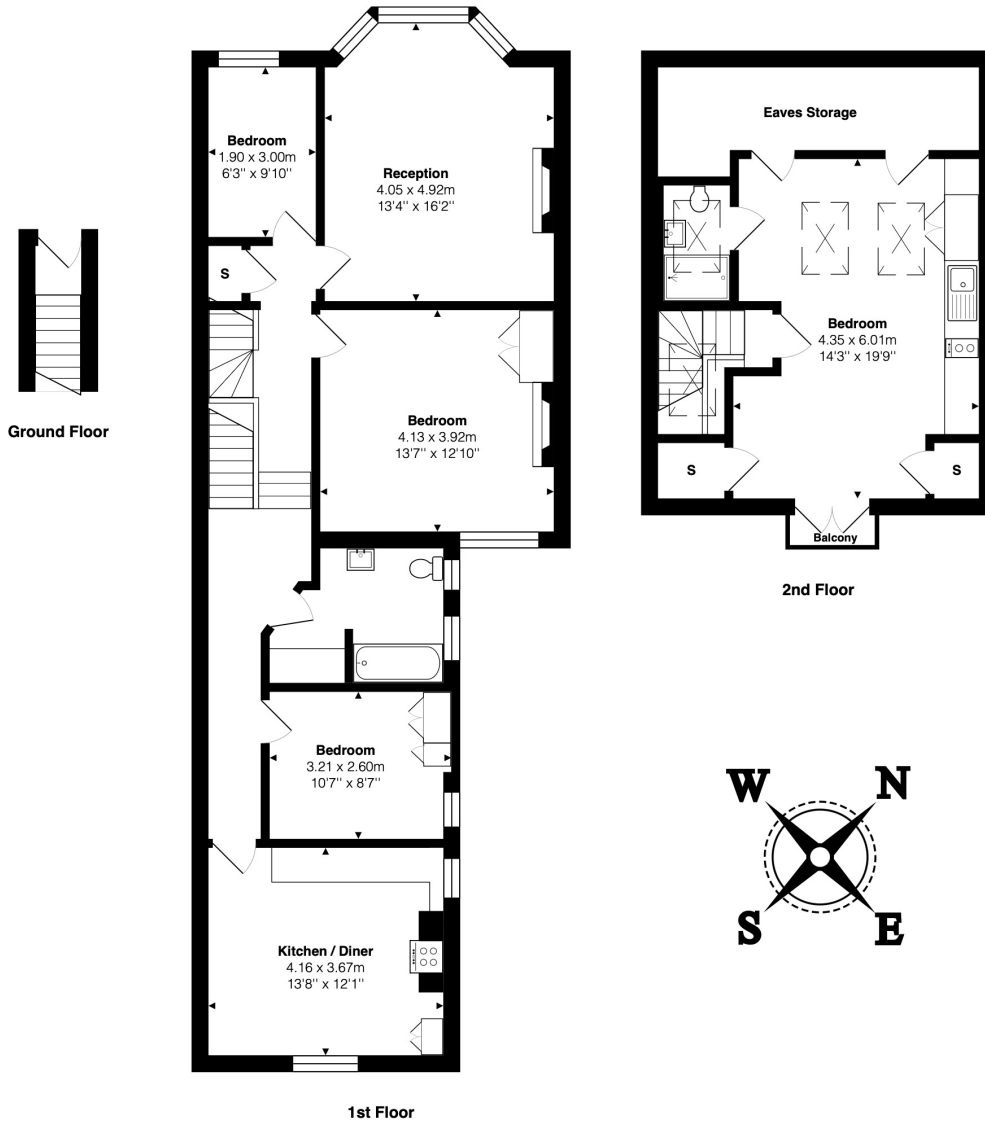 Bedroom
1.90 x 3.00m
6'3" x 9'10"
Reception
4.05 x 4.92m
13'4" x 16'2"
S
Bedroom
4.13 x 3.92m
13'7" x 12'10"
Bedroom
3.21 x 2.60m
10'7" x 8'7"
Kitchen / Diner
4.16 x 3.67m
13'8" x 12'1"
1st Floor
Ground Floor
Eaves Storage
Bedroom
4.35 x 6.01m
14'3" x 19'9"
S
S
Balcony
2nd Floor
W
N
S
E